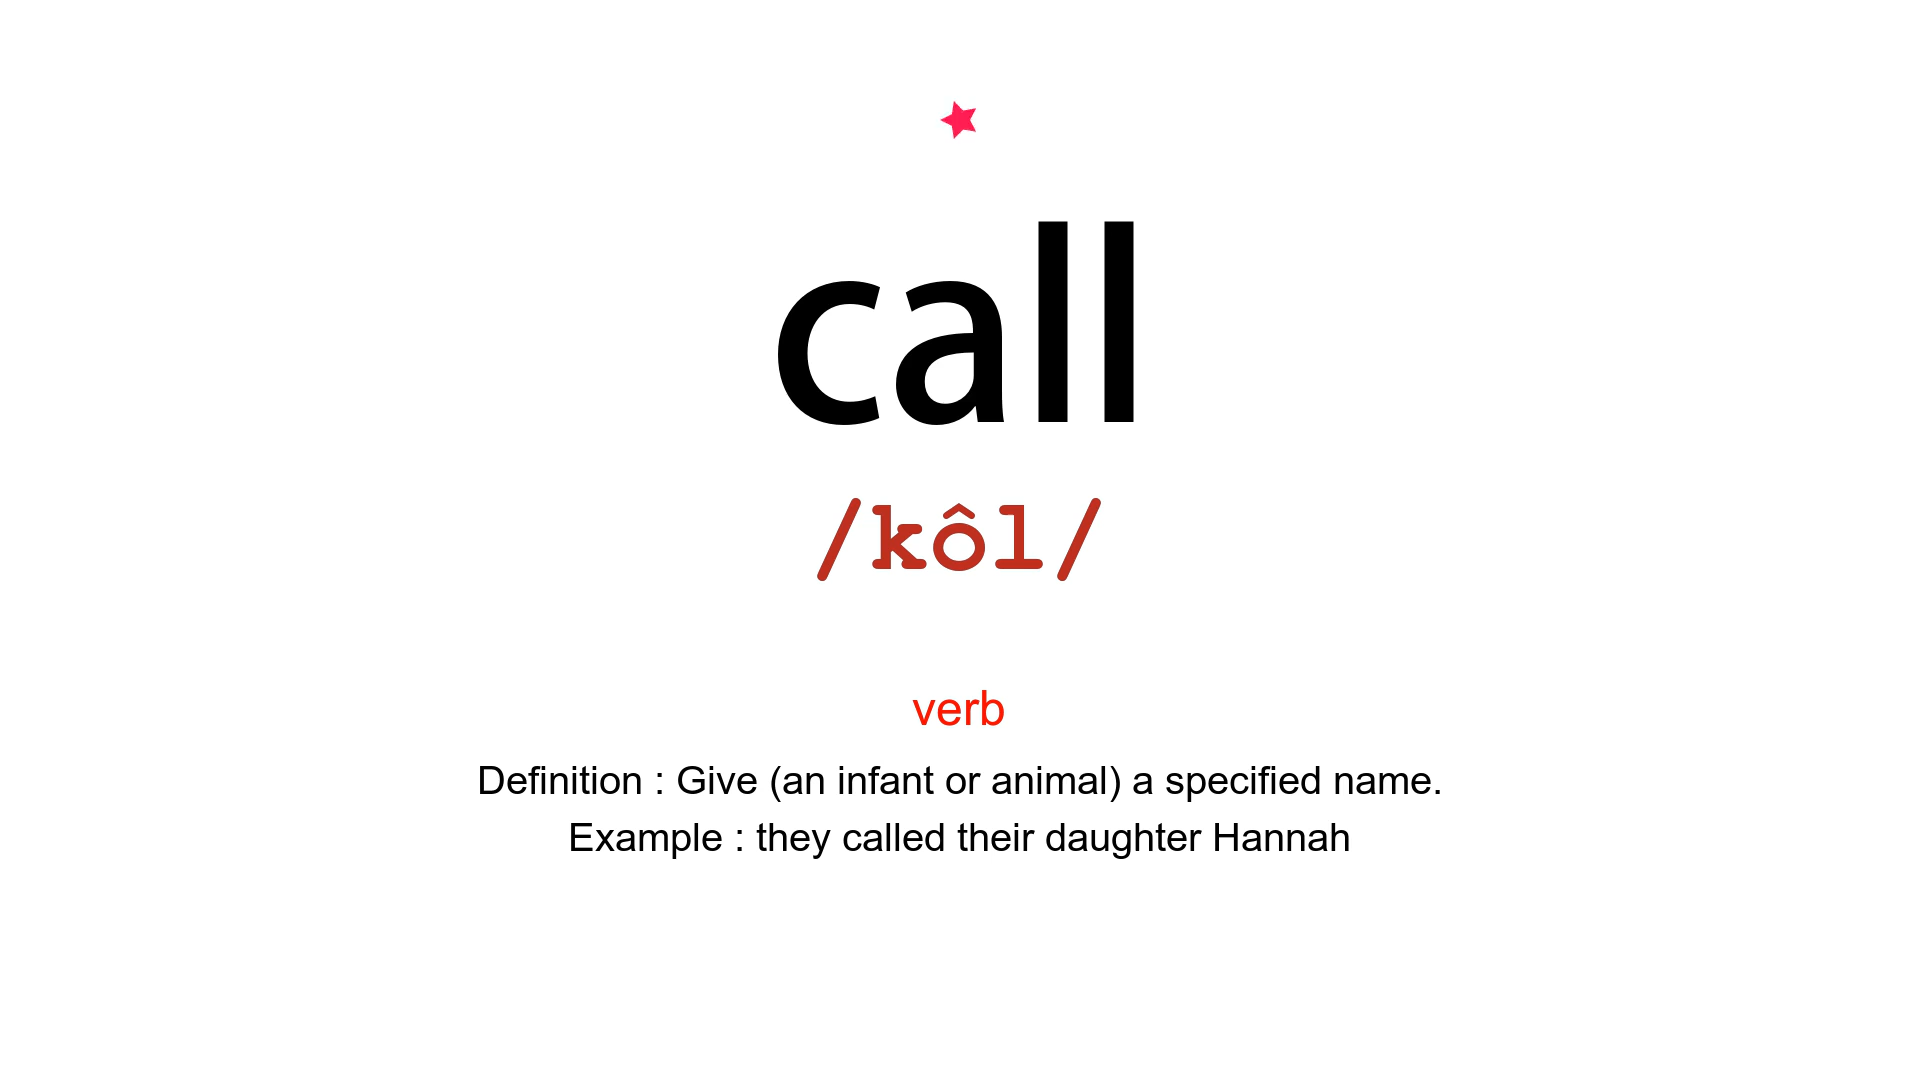 call
/kôl/
verb
Definition : Give (an infant or animal) a specified name.
Example : they called their daughter Hannah